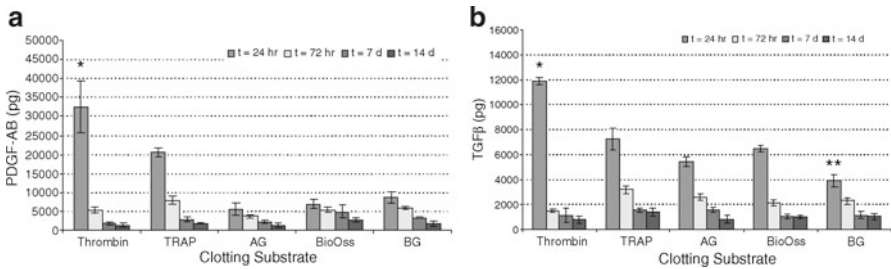 a
PDGF-AB (pg)
50000
45000
40000
35000
30000
25000
20000
15000
10000
5000
0
t = 24 hr t = 72 hr t = 7 d t = 14 d
*
Thrombin TRAP AG BioOss BG
Clotting Substrate
b
TGFβ (pg)
16000
14000
12000
10000
8000
6000
4000
2000
0
t = 24 hr t = 72 hr t = 7 d t = 14 d
*
**
Thrombin TRAP AG BioOss BG
Clotting Substrate